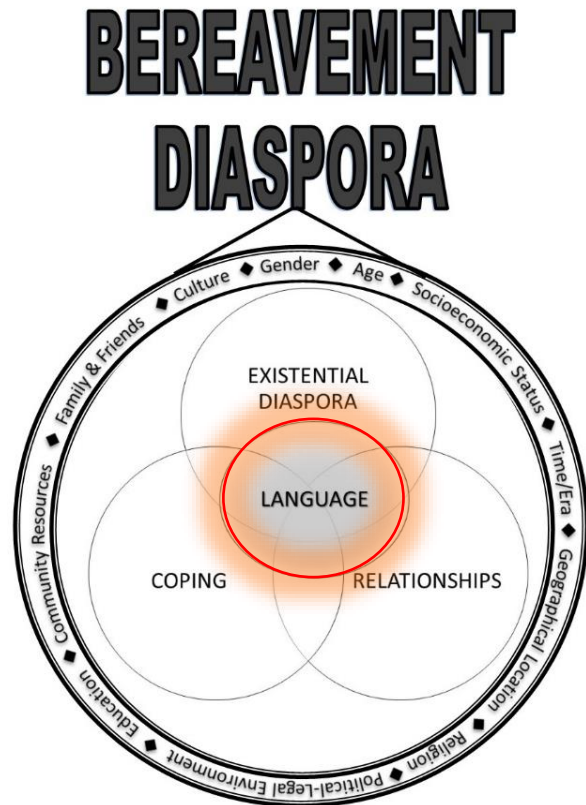 BEREAVEMENT
DIASPORA
Community Resources ◆ Family & Friends ◆ Culture ◆ Gender ◆ Age ◆ Socioeconomic Status ◆ Time/Era ◆ Geographical Location ◆ Religion ◆ Political-Legal Environment ◆ Education ◆
EXISTENTIAL
DIASPORA
LANGUAGE
COPING
RELATIONSHIPS